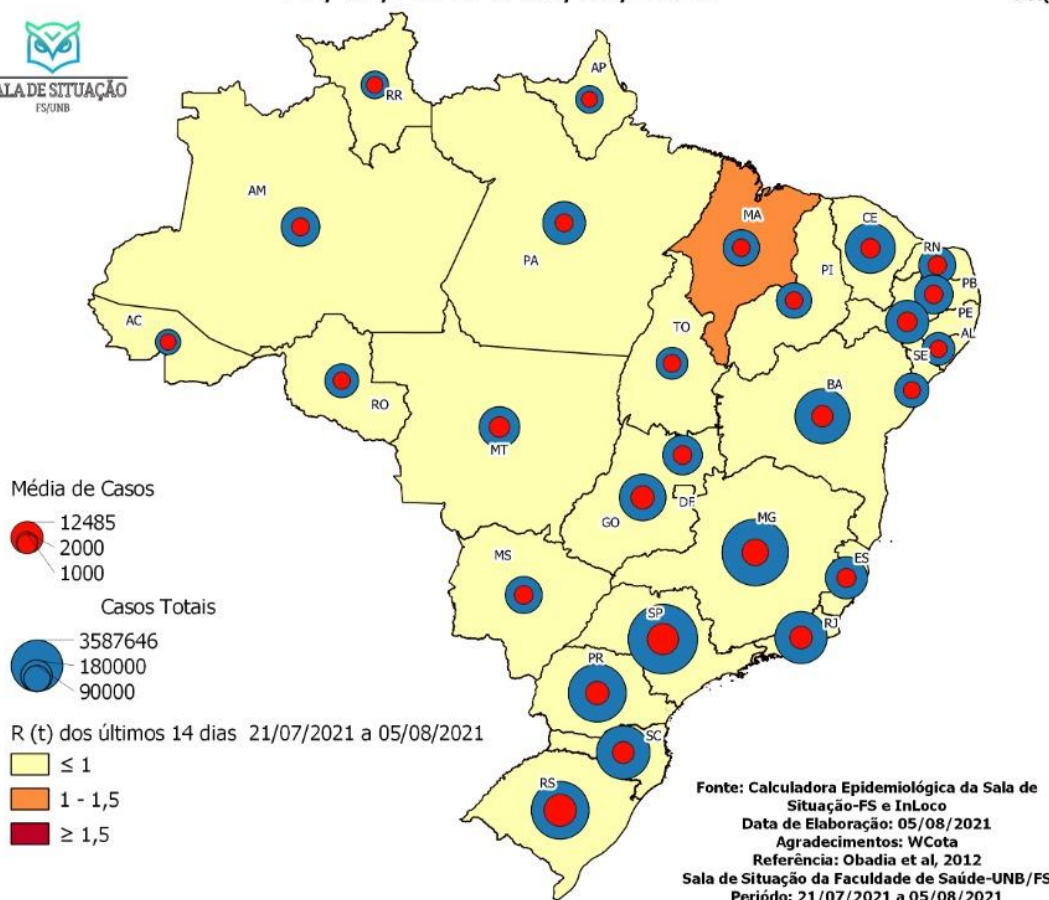 ALA DE SITUAÇÃO
FS/UNB
RR
AP
AM
PA
MA
CE
RN
PI
PB
PE
AL
SE
AC
TO
BA
RO
MT
DF
GO
MG
MS
ES
SP
RJ
PR
SC
RS
Média de Casos
12485
2000
1000
Casos Totais
3587646
180000
90000
R (t) dos últimos 14 dias 21/07/2021 a 05/08/2021
≤ 1
1 - 1,5
≥ 1,5
Fonte: Calculadora Epidemiológica da Sala de
Situação-FS e InLoco
Data de Elaboração: 05/08/2021
Agradecimentos: WCota
Referência: Obadia et al, 2012
Sala de Situação da Faculdade de Saúde-UNB/FS
Periódo: 21/07/2021 a 05/08/2021